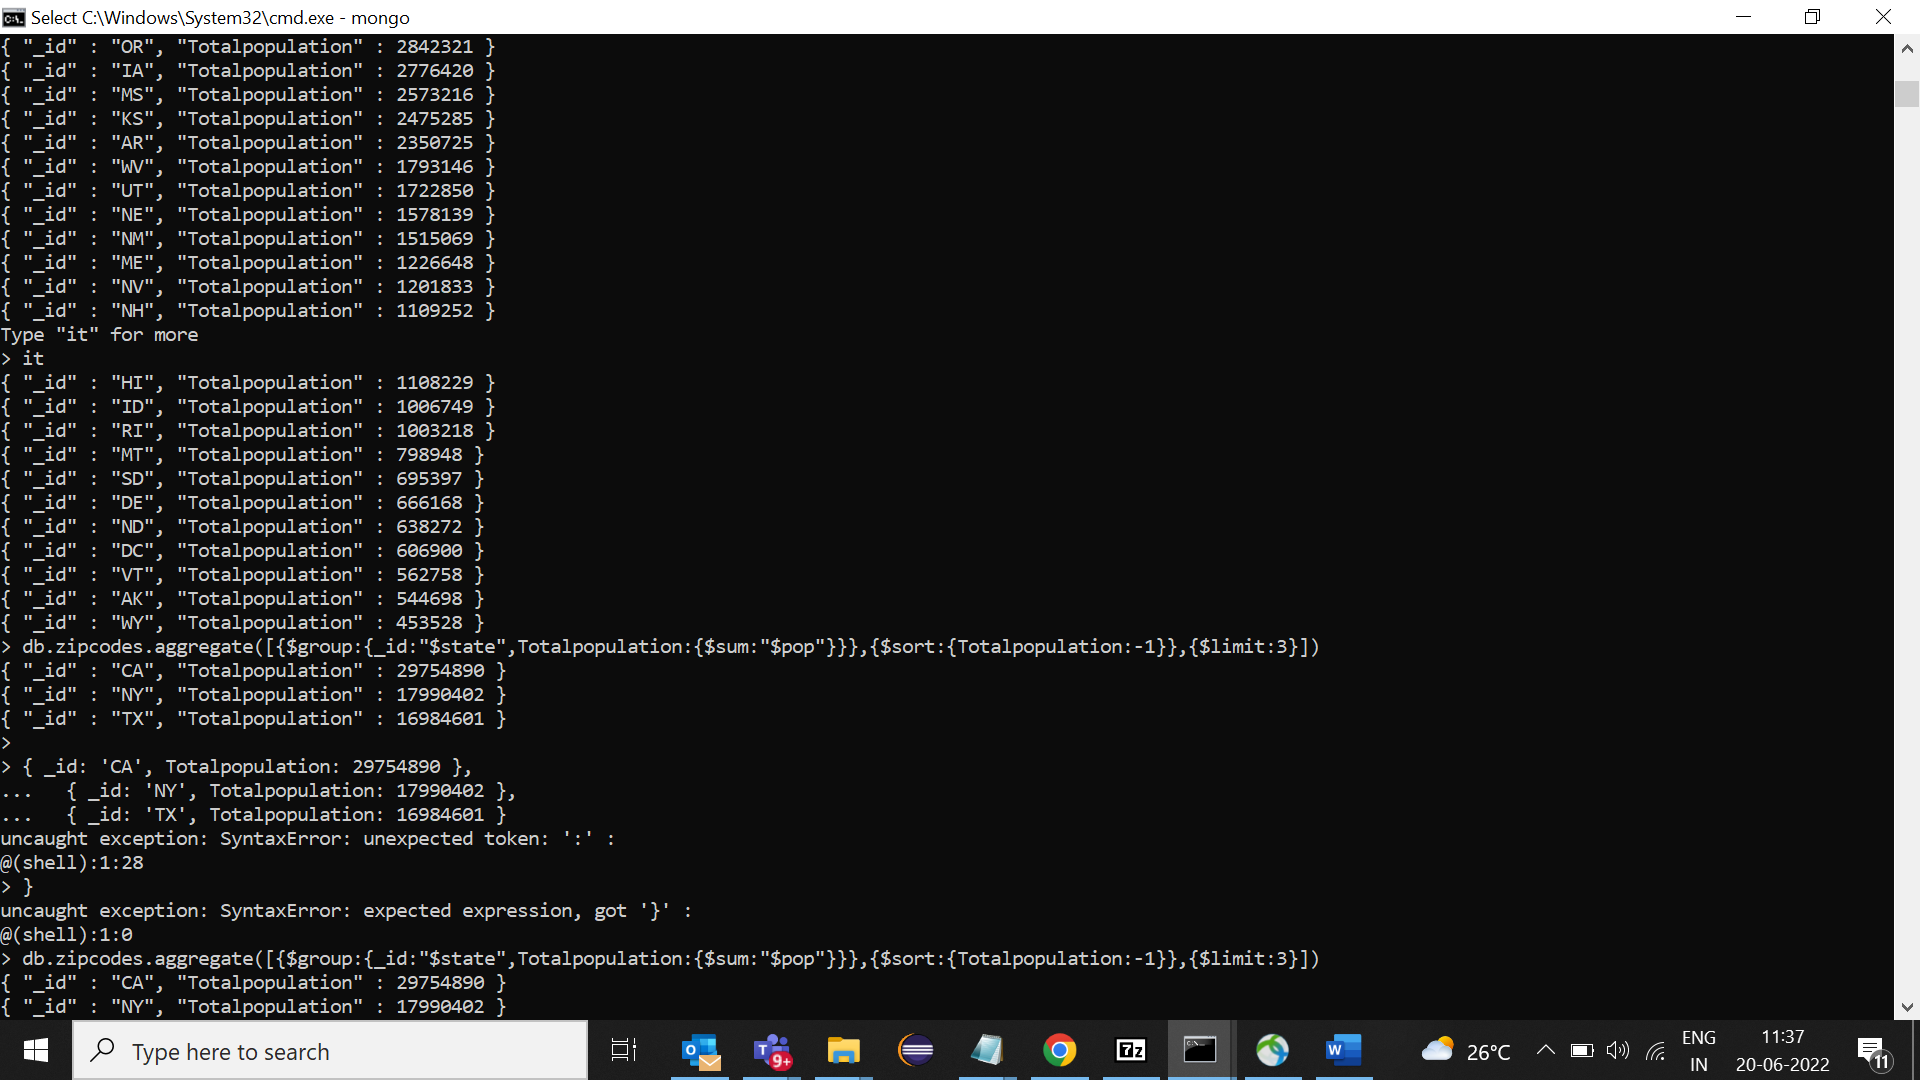 Select C:\Windows\System32\cmd.exe - mongo
{ "_id" : "OR", "Totalpopulation" : 2842321 }
{ "_id" : "IA", "Totalpopulation" : 2776420 }
{ "_id" : "MS", "Totalpopulation" : 2573216 }
{ "_id" : "KS", "Totalpopulation" : 2475285 }
{ "_id" : "AR", "Totalpopulation" : 2350725 }
{ "_id" : "WV", "Totalpopulation" : 1793146 }
{ "_id" : "UT", "Totalpopulation" : 1722850 }
{ "_id" : "NE", "Totalpopulation" : 1578139 }
{ "_id" : "NM", "Totalpopulation" : 1515069 }
{ "_id" : "ME", "Totalpopulation" : 1226648 }
{ "_id" : "NV", "Totalpopulation" : 1201833 }
{ "_id" : "NH", "Totalpopulation" : 1109252 }
Type "it" for more
> it
{ "_id" : "HI", "Totalpopulation" : 1108229 }
{ "_id" : "ID", "Totalpopulation" : 1006749 }
{ "_id" : "RI", "Totalpopulation" : 1003218 }
{ "_id" : "MT", "Totalpopulation" : 798948 }
{ "_id" : "SD", "Totalpopulation" : 695397 }
{ "_id" : "DE", "Totalpopulation" : 666168 }
{ "_id" : "ND", "Totalpopulation" : 638272 }
{ "_id" : "DC", "Totalpopulation" : 606900 }
{ "_id" : "VT", "Totalpopulation" : 562758 }
{ "_id" : "AK", "Totalpopulation" : 544698 }
{ "_id" : "WY", "Totalpopulation" : 453528 }
> db.zipcodes.aggregate([{$group:{_id:"$state",Totalpopulation:{$sum:"$pop"}}},{$sort:{Totalpopulation:-1}},{$limit:3}])
{ "_id" : "CA", "Totalpopulation" : 29754890 }
{ "_id" : "NY", "Totalpopulation" : 17990402 }
{ "_id" : "TX", "Totalpopulation" : 16984601 }
>
> { _id: 'CA', Totalpopulation: 29754890 },
...   { _id: 'NY', Totalpopulation: 17990402 },
...   { _id: 'TX', Totalpopulation: 16984601 }
uncaught exception: SyntaxError: unexpected token: ':' :
@(shell):1:28
> }
uncaught exception: SyntaxError: expected expression, got '}' :
@(shell):1:0
> db.zipcodes.aggregate([{$group:{_id:"$state",Totalpopulation:{$sum:"$pop"}}},{$sort:{Totalpopulation:-1}},{$limit:3}])
{ "_id" : "CA", "Totalpopulation" : 29754890 }
{ "_id" : "NY", "Totalpopulation" : 17990402 }
Type here to search
9+
7z
26°C
ENG
IN
11:37
20-06-2022
11